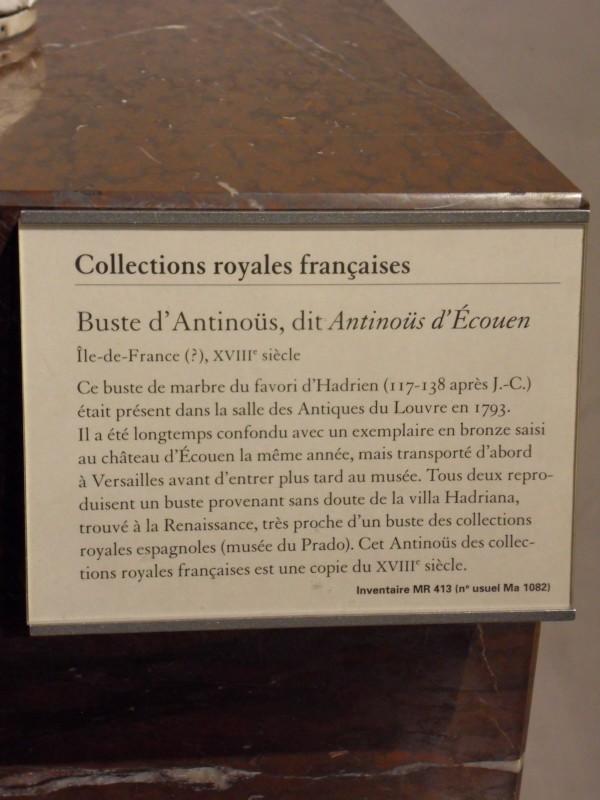 Collections royales françaises
Buste d'Antinoüs, dit Antinoüs d'Écouen
Île-de-France (?), XVIIIe siècle
Ce buste de marbre du favori d'Hadrien (117-138 après J.-C.)
était présent dans la salle des Antiques du Louvre en 1793.
Il a été longtemps confondu avec un exemplaire en bronze saisi
au château d'Écouen la même année, mais transporté d'abord
à Versailles avant d'entrer plus tard au musée. Tous deux repro-
duisent un buste provenant sans doute de la villa Hadriana,
trouvé à la Renaissance, très proche d'un buste des collections
royales espagnoles (musée du Prado). Cet Antinoüs des collec-
tions royales françaises est une copie du XVIIIe siècle.
Inventaire MR 413 (n° usuel Ma 1082)